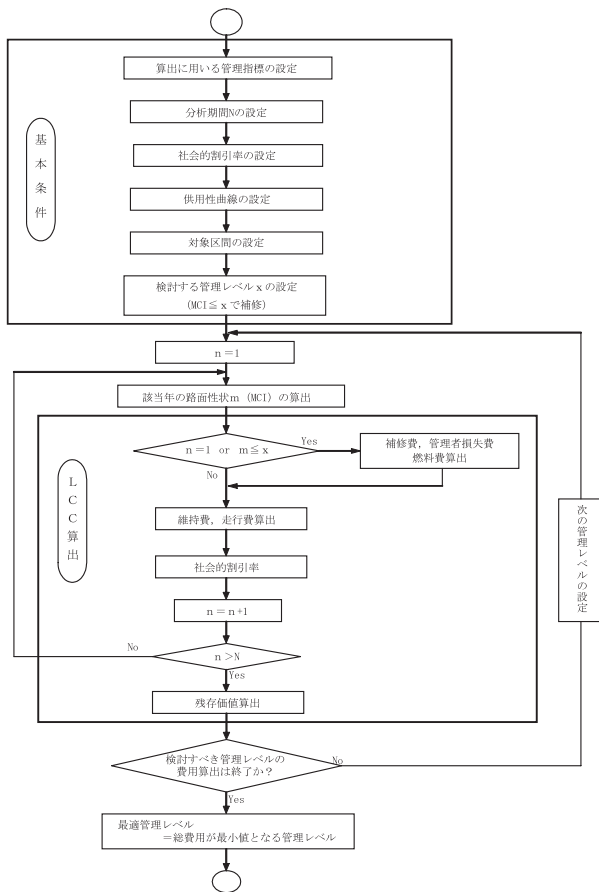 算出に用いる管理指標の設定
分析期間Nの設定
社会的割引率の設定
供用性曲線の設定
対象区間の設定
検討する管理レベルxの設定
(MCI≦xで補修)
基本条件
n=1
該当年の路面性状m(MCI)の算出
n=1 or m≦x
Yes
補修費,管理者損失費
燃料費算出
No
維持費,走行費算出
社会的割引率
n=n+1
n>N
No
Yes
残存価値算出
LCC算出
次の管理レベルの設定
検討すべき管理レベルの
費用算出は終了か?
No
Yes
最適管理レベル
=総費用が最小値となる管理レベル